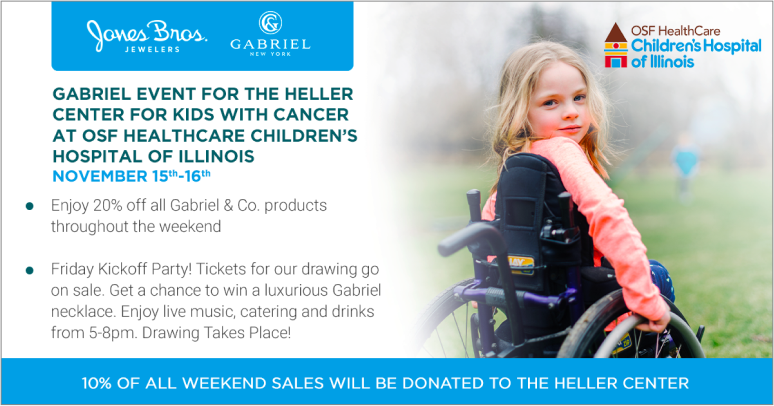 Jones Bros.
JEWELERS
GABRIEL
NEW YORK
OSF HealthCare
Children's Hospital
of Illinois
GABRIEL EVENT FOR THE HELLER
CENTER FOR KIDS WITH CANCER
AT OSF HEALTHCARE CHILDREN'S
HOSPITAL OF ILLINOIS
NOVEMBER 15th-16th
• Enjoy 20% off all Gabriel & Co. products
throughout the weekend
• Friday Kickoff Party! Tickets for our drawing go
on sale. Get a chance to win a luxurious Gabriel
necklace. Enjoy live music, catering and drinks
from 5-8pm. Drawing Takes Place!
10% OF ALL WEEKEND SALES WILL BE DONATED TO THE HELLER CENTER